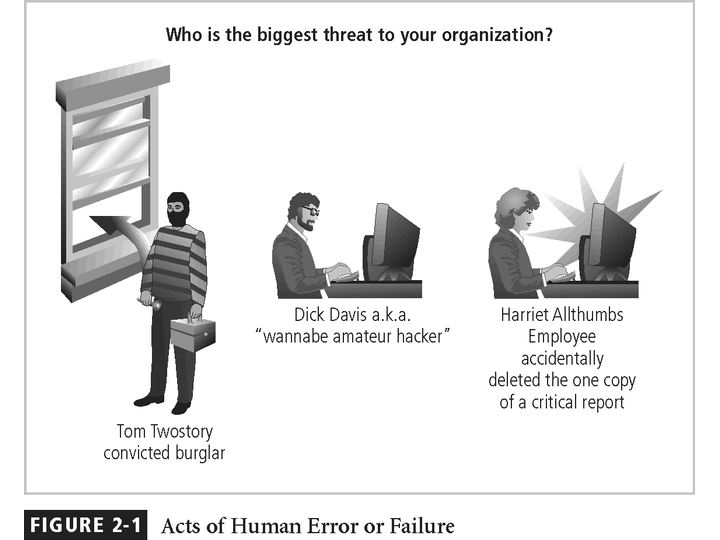 Who is the biggest threat to your organization?
Dick Davis a.k.a.
“wannabe amateur hacker”
Harriet Allthumbs
Employee
accidentally
deleted the one copy
of a critical report
Tom Twostory
convicted burglar
FIGURE 2-1 Acts of Human Error or Failure